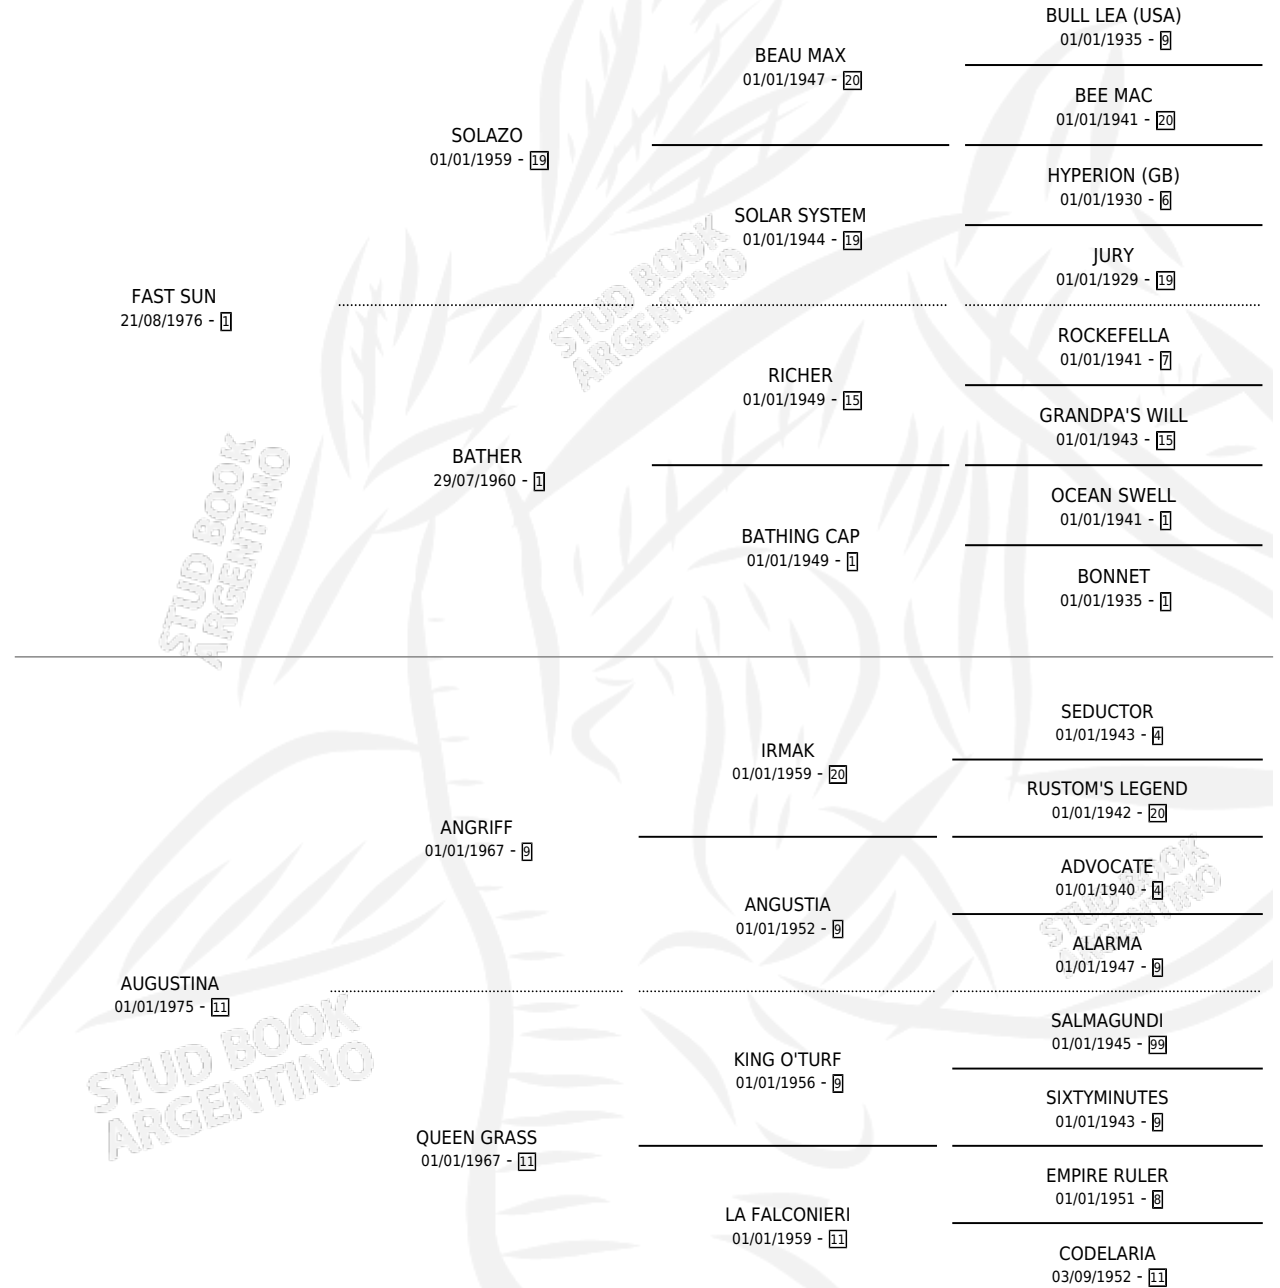 BULL LEA (USA)
01/01/1935 - 9
BEAU MAX
01/01/1947 - 20
BEE MAC
01/01/1941 - 20
SOLAZO
01/01/1959 - 19
HYPERION (GB)
01/01/1930 - 6
SOLAR SYSTEM
01/01/1944 - 19
JURY
01/01/1929 - 19
FAST SUN
21/08/1976 - 1
ROCKEFELLA
01/01/1941 - 7
RICHER
01/01/1949 - 15
GRANDPA'S WILL
01/01/1943 - 15
BATHER
29/07/1960 - 1
OCEAN SWELL
01/01/1941 - 1
BATHING CAP
01/01/1949 - 1
BONNET
01/01/1935 - 1
SEDUCTOR
01/01/1943 - 4
IRMAK
01/01/1959 - 20
RUSTOM'S LEGEND
01/01/1942 - 20
ANGRIFF
01/01/1967 - 9
ADVOCATE
01/01/1940 - 4
ANGUSTIA
01/01/1952 - 9
ALARMA
01/01/1947 - 9
AUGUSTINA
01/01/1975 - 11
SALMAGUNDI
01/01/1945 - 99
KING O'TURF
01/01/1956 - 9
SIXTYMINUTES
01/01/1943 - 9
QUEEN GRASS
01/01/1967 - 11
EMPIRE RULER
01/01/1951 - 8
LA FALCONIERI
01/01/1959 - 11
CODELARIA
03/09/1952 - 11
STUD BOOK
ARGENTINO
STUD BOOK
ARGENTINO
STUD BOOK
ARGENTINO
STUD BOOK
ARGENTINO